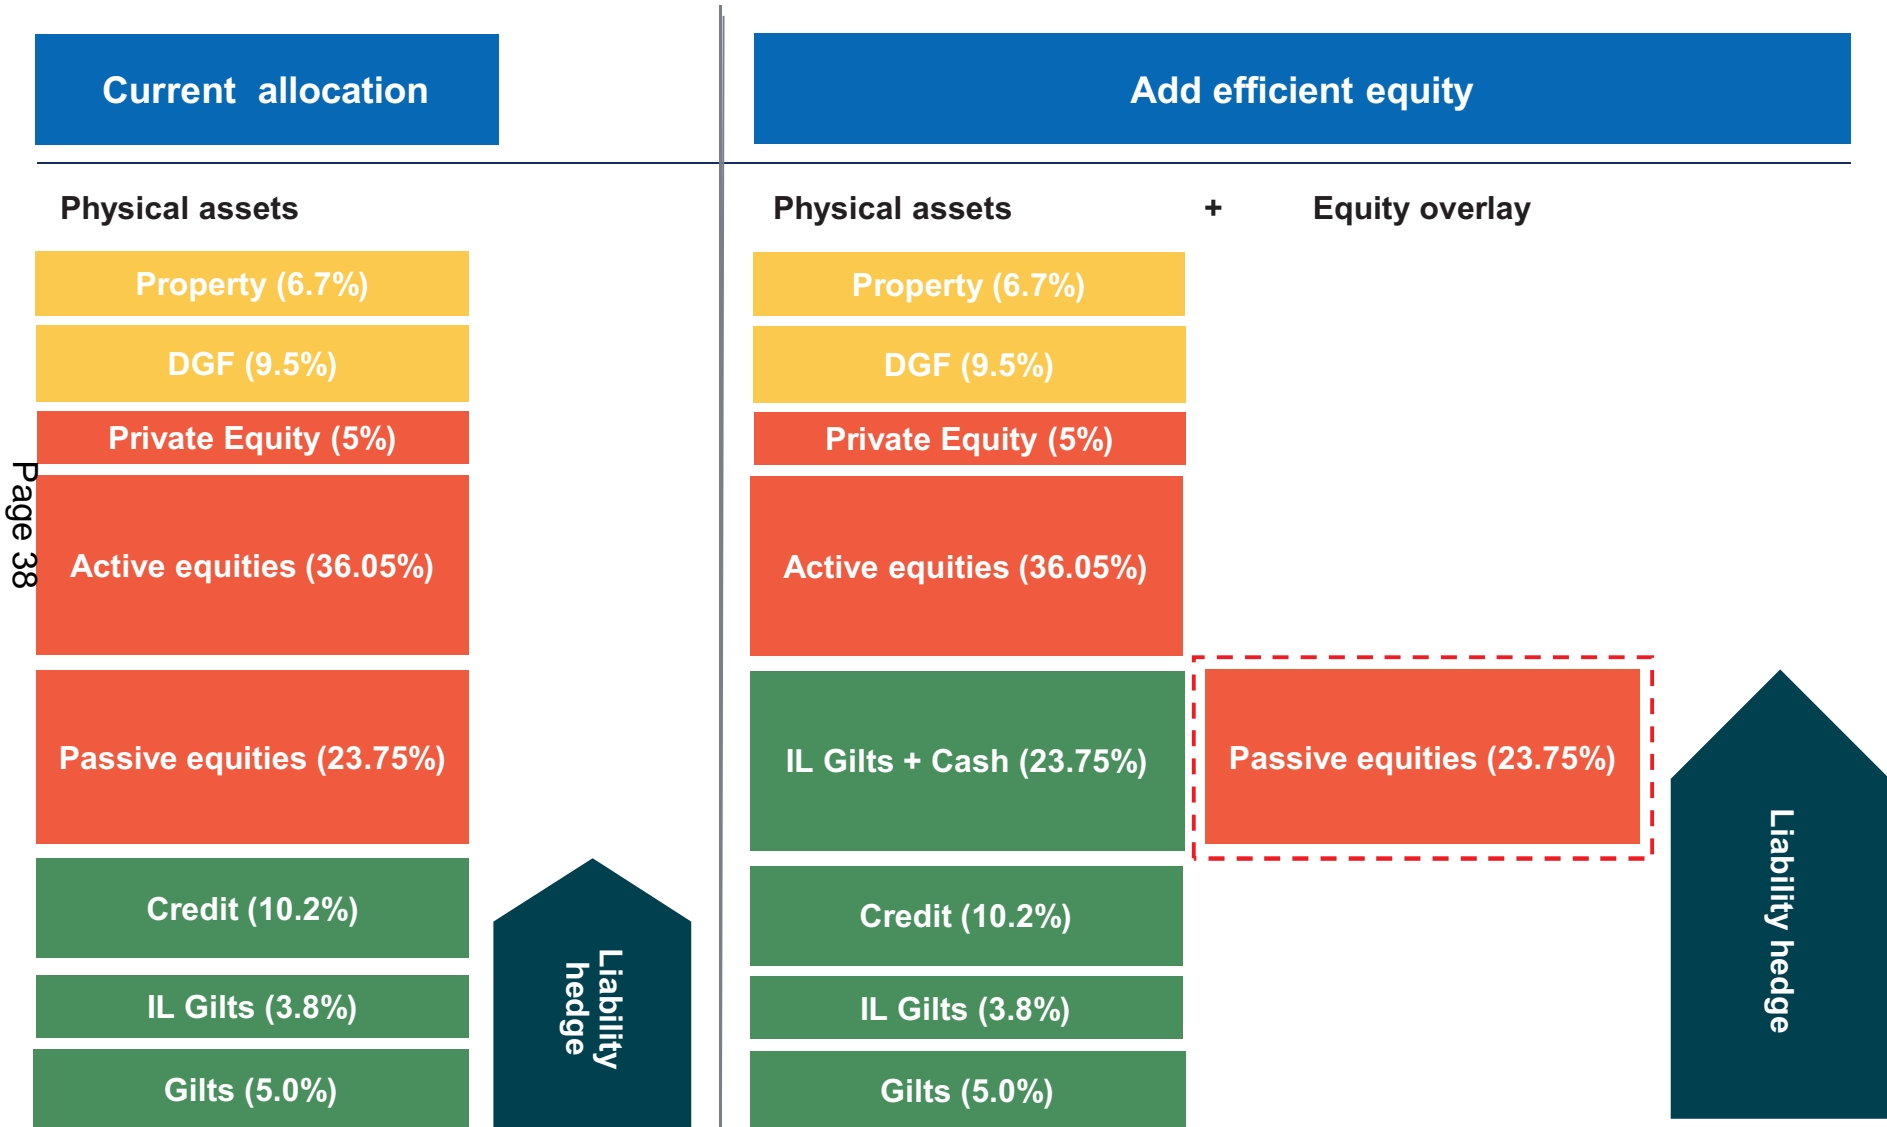 Current allocation
Add efficient equity
Physical assets
Property (6.7%)
DGF (9.5%)
Private Equity (5%)
Active equities (36.05%)
Passive equities (23.75%)
Credit (10.2%)
IL Gilts (3.8%)
Gilts (5.0%)
Liability
hedge
Physical assets + Equity overlay
Property (6.7%)
DGF (9.5%)
Private Equity (5%)
Active equities (36.05%)
IL Gilts + Cash (23.75%)
Passive equities (23.75%)
Credit (10.2%)
IL Gilts (3.8%)
Gilts (5.0%)
Liability hedge
Page 38